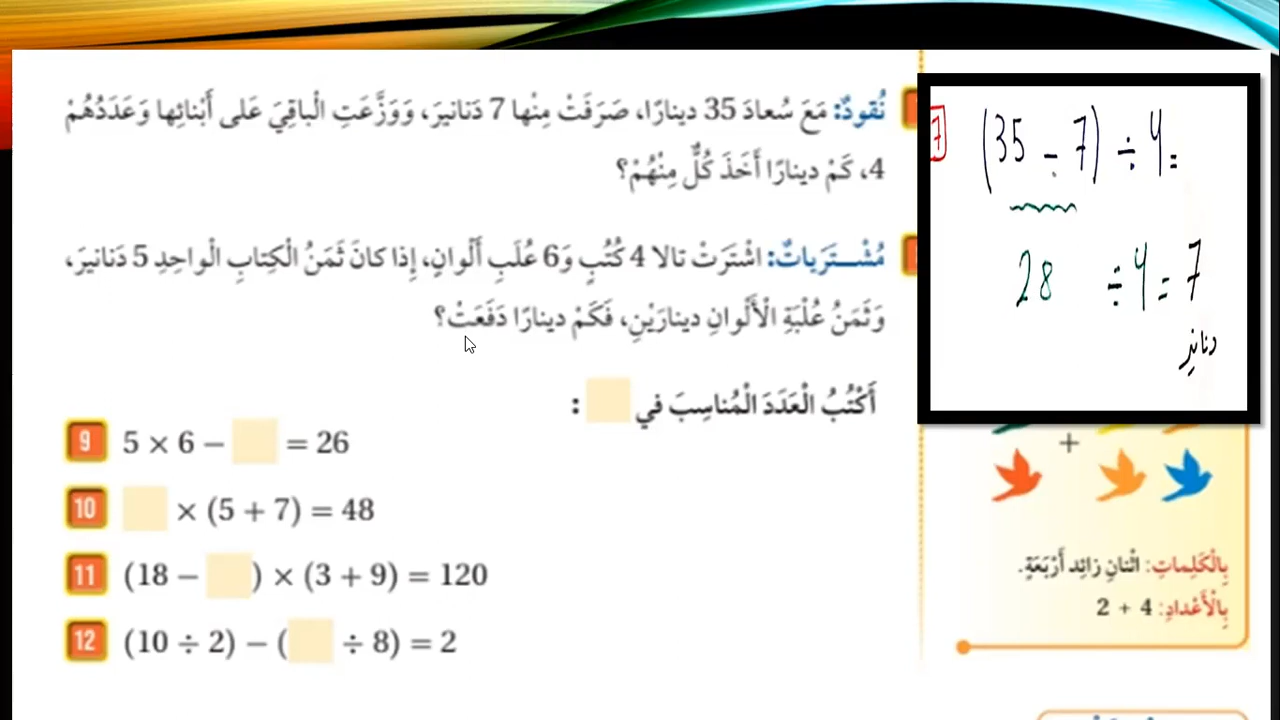 نُقودٌ: مَعَ سُعادَ 35 دينارًا، صَرَفَتْ مِنْها 7 دَنانيرَ، وَوَزَّعَتِ الْباقِيَ عَلى أَبْنائِها وَعَدَدُهُمْ
4، كَمْ دينارًا أَخَذَ كُلٌّ مِنْهُمْ؟
مُشْـتَرَياتٌ: اشْتَرَتْ تالا 4 كُتُبٍ وَ6 عُلَبِ أَلْوانٍ، إِذا كانَ ثَمَنُ الْكِتابِ الْواحِدِ 5 دَنانيرَ،
وَثَمَنُ عُلْبَةِ الْأَلْوانِ دينارَيْنِ، فَكَمْ دينارًا دَفَعَتْ؟
أَكْتُبُ الْعَدَدَ الْمُناسِبَ في :
9 5 × 6 − = 26
10 × (5 + 7) = 48
11 (18 − ) × (3 + 9) = 120
12 (10 ÷ 2) − ( ÷ 8) = 2
7 (35 − 7) ÷ 4 =
28 ÷ 4 = 7
دنانير
+
بِالْكَلِماتِ: اثْنانِ زائِد أَرْبَعَةٍ.
بِالْأَعْدادِ: 4 + 2